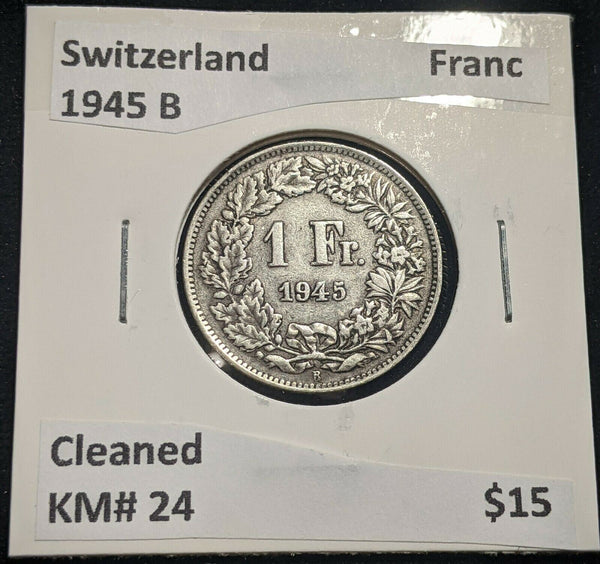 Switzerland Franc
1945 B
1 Fr.
1945
B
Cleaned
KM# 24 $15